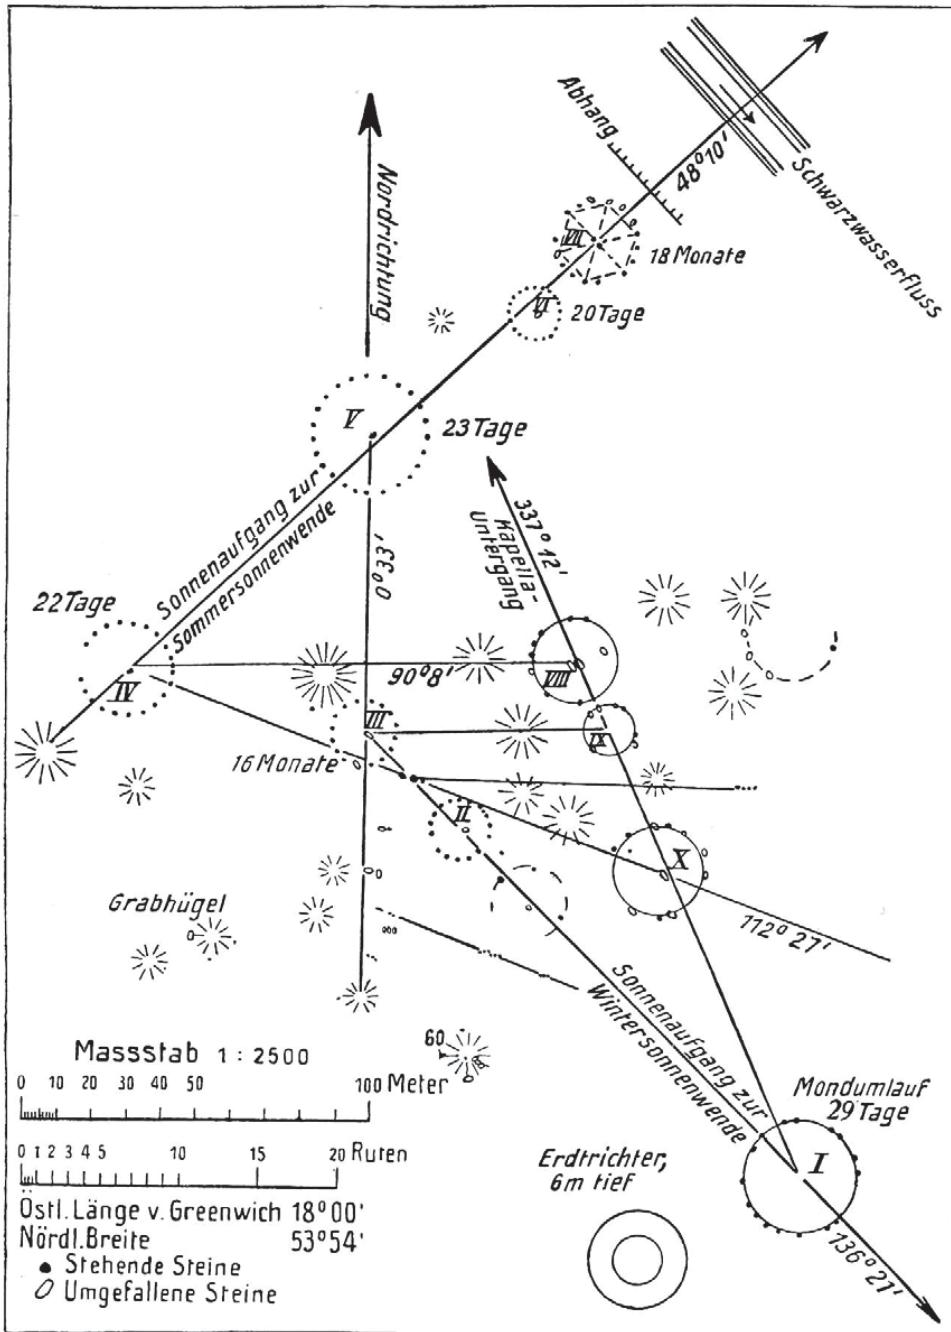 Abhang
48° 10'
Schwarzwasserfluss
Nordrichtung
VII
18 Monate
VI
20 Tage
V
23 Tage
337° 12'
Kapella-
untergang
Sonnenaufgang zur
Sommersonnenwende
0° 33'
22 Tage
IV
90° 8'
VIII
III
IX
16 Monate
II
X
Grabhügel
112° 27'
Sonnenaufgang zur
Wintersonnenwende
60
Massstab 1 : 2500
0 10 20 30 40 50 100 Meter
Mondumlauf
29 Tage
I
0 1 2 3 4 5 10 15 20 Ruten
Erdtrichter,
6m tief
Östl. Länge v. Greenwich 18° 00'
Nördl. Breite 53° 54'
Stehende Steine
Umgefallene Steine
136° 21'